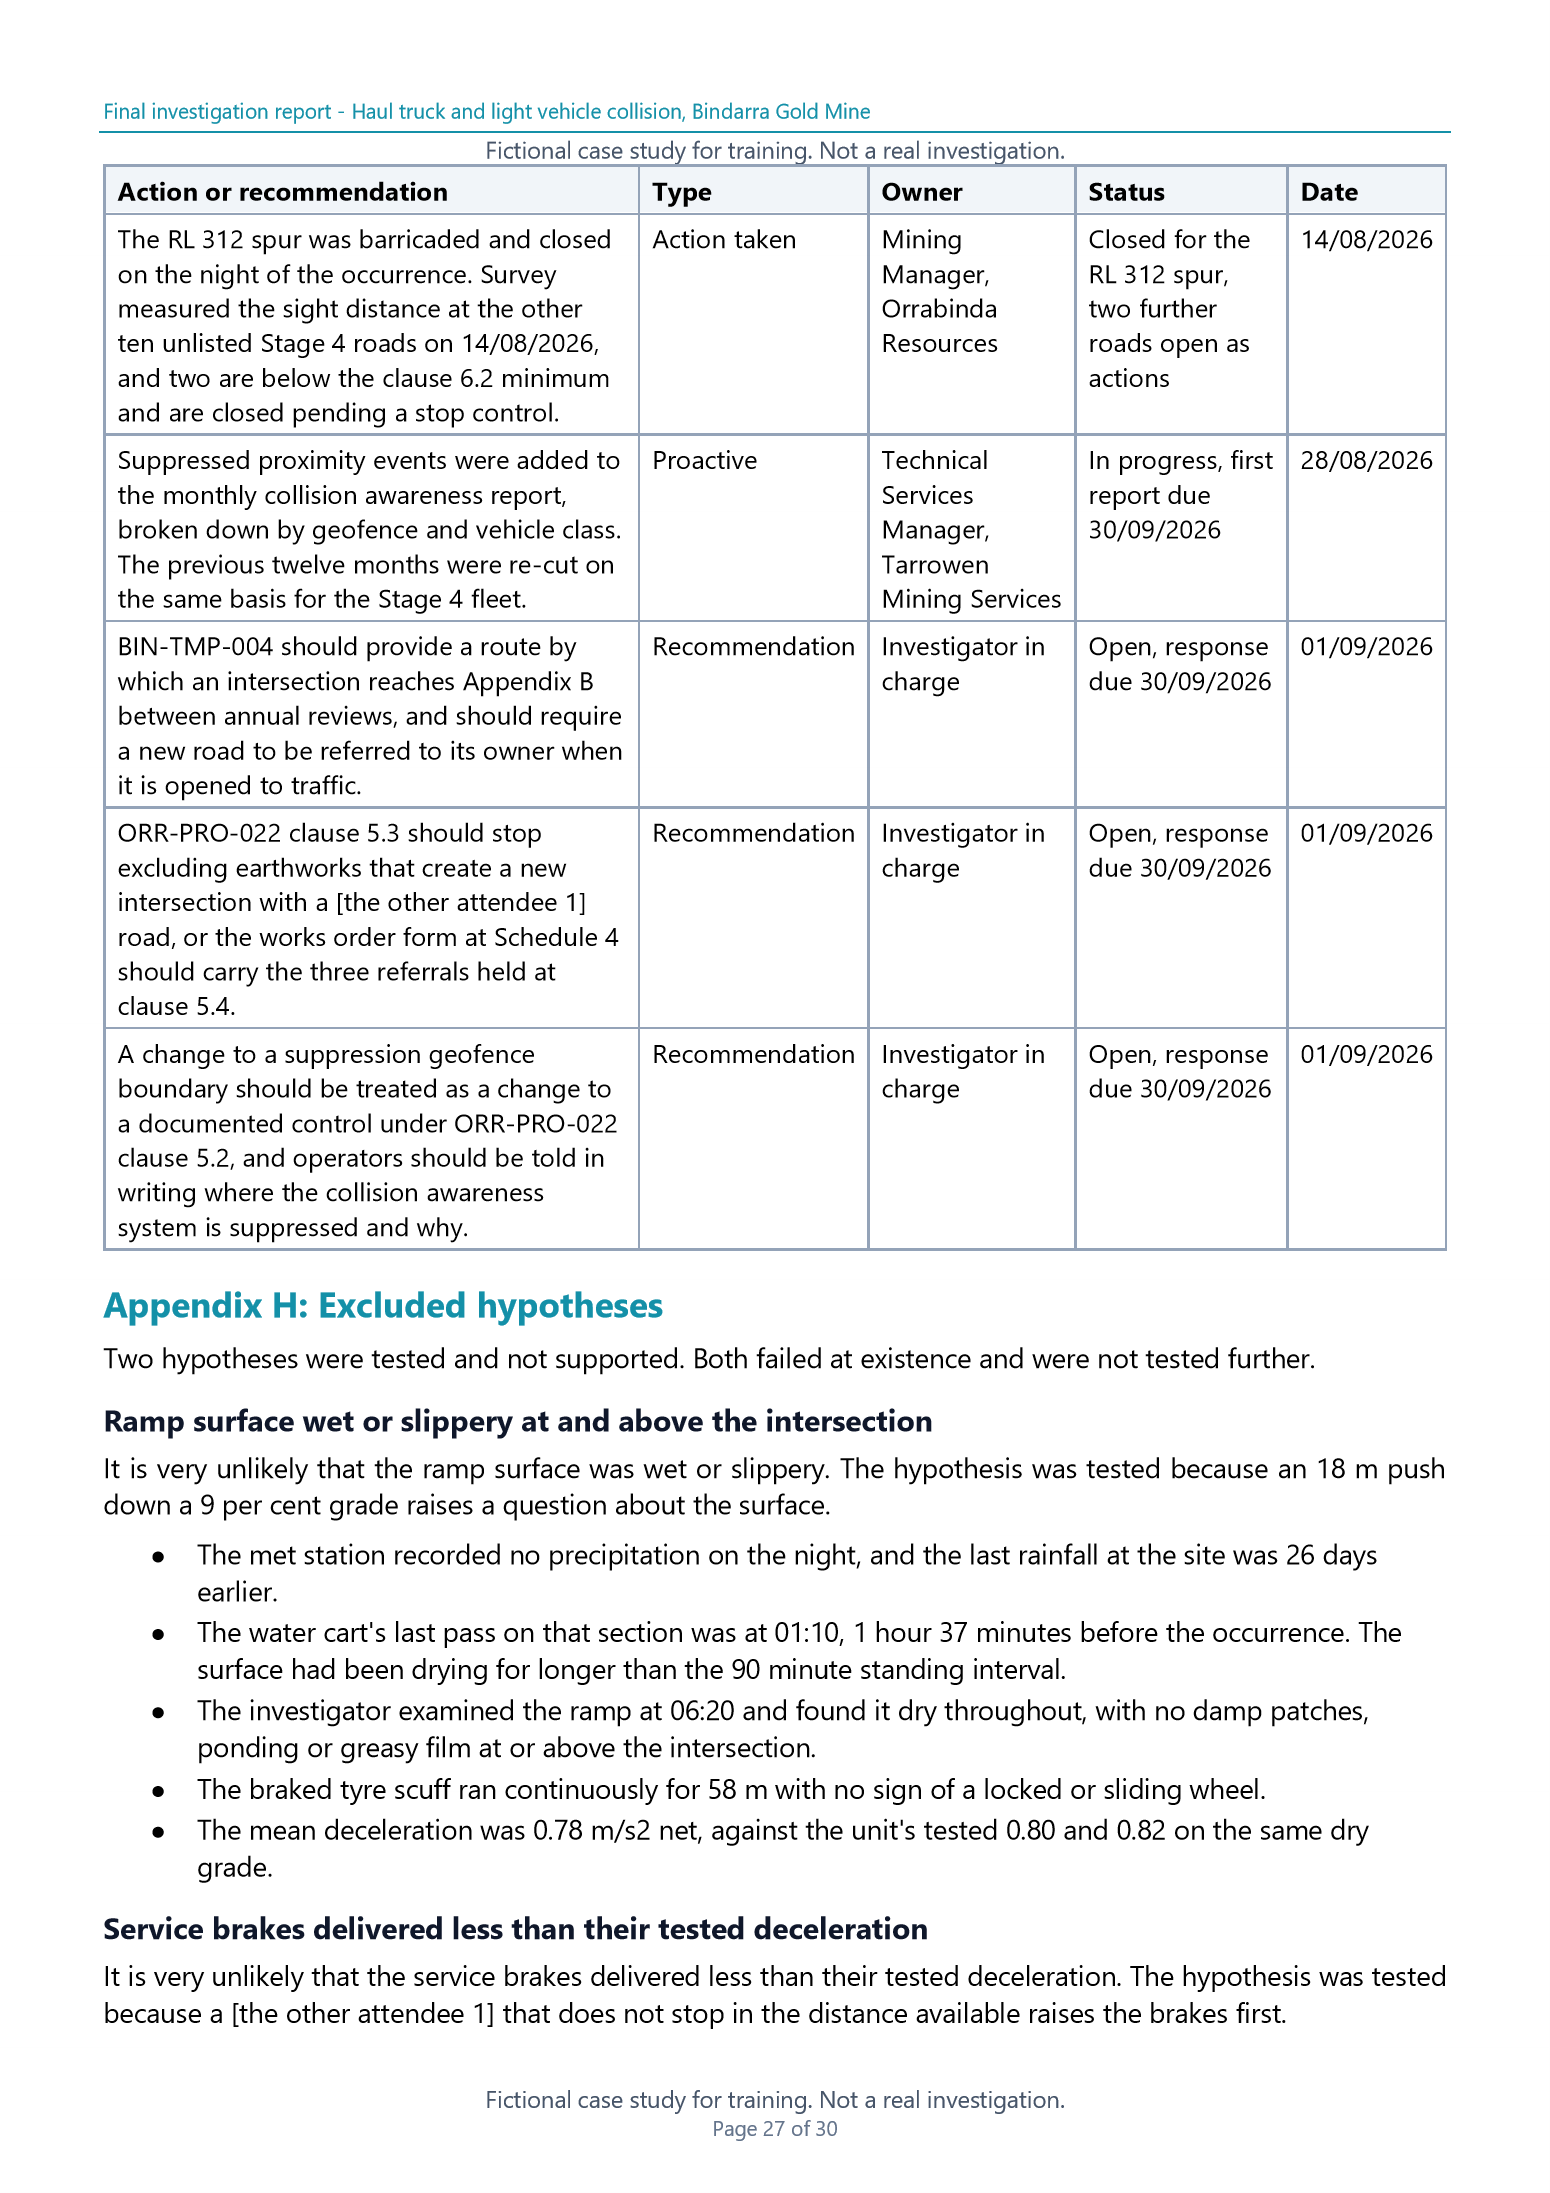 Final investigation report - Haul truck and light vehicle collision, Bindarra Gold Mine
Fictional case study for training. Not a real investigation.
Action or recommendation
Type
Owner
Status
Date
The RL 312 spur was barricaded and closed
on the night of the occurrence. Survey
measured the sight distance at the other
ten unlisted Stage 4 roads on 14/08/2026,
and two are below the clause 6.2 minimum
and are closed pending a stop control.
Action taken
Mining
Manager,
Orrabinda
Resources
Closed for the
RL 312 spur,
two further
roads open as
actions
14/08/2026
Suppressed proximity events were added to
the monthly collision awareness report,
broken down by geofence and vehicle class.
The previous twelve months were re-cut on
the same basis for the Stage 4 fleet.
Proactive
Technical
Services
Manager,
Tarrowen
Mining Services
In progress, first
report due
30/09/2026
28/08/2026
BIN-TMP-004 should provide a route by
which an intersection reaches Appendix B
between annual reviews, and should require
a new road to be referred to its owner when
it is opened to traffic.
Recommendation
Investigator in
charge
Open, response
due 30/09/2026
01/09/2026
ORR-PRO-022 clause 5.3 should stop
excluding earthworks that create a new
intersection with a [the other attendee 1]
road, or the works order form at Schedule 4
should carry the three referrals held at
clause 5.4.
Recommendation
Investigator in
charge
Open, response
due 30/09/2026
01/09/2026
A change to a suppression geofence
boundary should be treated as a change to
a documented control under ORR-PRO-022
clause 5.2, and operators should be told in
writing where the collision awareness
system is suppressed and why.
Recommendation
Investigator in
charge
Open, response
due 30/09/2026
01/09/2026
Appendix H: Excluded hypotheses
Two hypotheses were tested and not supported. Both failed at existence and were not tested further.
Ramp surface wet or slippery at and above the intersection
It is very unlikely that the ramp surface was wet or slippery. The hypothesis was tested because an 18 m push
down a 9 per cent grade raises a question about the surface.
● The met station recorded no precipitation on the night, and the last rainfall at the site was 26 days
earlier.
● The water cart's last pass on that section was at 01:10, 1 hour 37 minutes before the occurrence. The
surface had been drying for longer than the 90 minute standing interval.
● The investigator examined the ramp at 06:20 and found it dry throughout, with no damp patches,
ponding or greasy film at or above the intersection.
● The braked tyre scuff ran continuously for 58 m with no sign of a locked or sliding wheel.
● The mean deceleration was 0.78 m/s2 net, against the unit's tested 0.80 and 0.82 on the same dry
grade.
Service brakes delivered less than their tested deceleration
It is very unlikely that the service brakes delivered less than their tested deceleration. The hypothesis was tested
because a [the other attendee 1] that does not stop in the distance available raises the brakes first.
Fictional case study for training. Not a real investigation.
Page 27 of 30